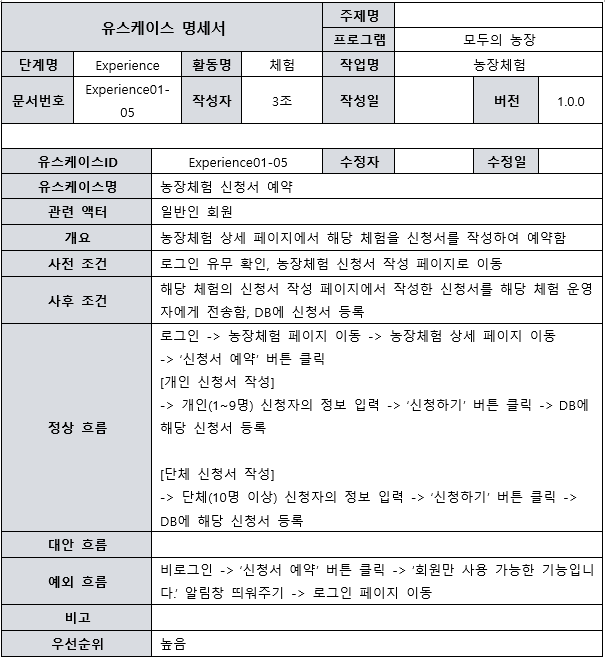 유스케이스 명세서
주제명
프로그램 모두의 농장
단계명 Experience 활동명 체험 작업명 농장체험
문서번호 Experience01-
05 작성자 3조 작성일 버전 1.0.0
유스케이스ID Experience01-05 수정자 수정일
유스케이스명 농장체험 신청서 예약
관련 액터 일반인 회원
개요 농장체험 상세 페이지에서 해당 체험을 신청서를 작성하여 예약함
사전 조건 로그인 유무 확인, 농장체험 신청서 작성 페이지로 이동
사후 조건 해당 체험의 신청서 작성 페이지에서 작성한 신청서를 해당 체험 운영
자에게 전송함, DB에 신청서 등록
정상 흐름 로그인 -> 농장체험 페이지 이동 -> 농장체험 상세 페이지 이동
-> ‘신청서 예약’ 버튼 클릭
[개인 신청서 작성]
-> 개인(1~9명) 신청자의 정보 입력 -> ‘신청하기’ 버튼 클릭 -> DB에
해당 신청서 등록
[단체 신청서 작성]
-> 단체(10명 이상) 신청자의 정보 입력 -> ‘신청하기’ 버튼 클릭 ->
DB에 해당 신청서 등록
대안 흐름
예외 흐름 비로그인 -> ‘신청서 예약’ 버튼 클릭 -> ‘회원만 사용 가능한 기능입니
다.’ 알림창 띄워주기 -> 로그인 페이지 이동
비고
우선순위 높음